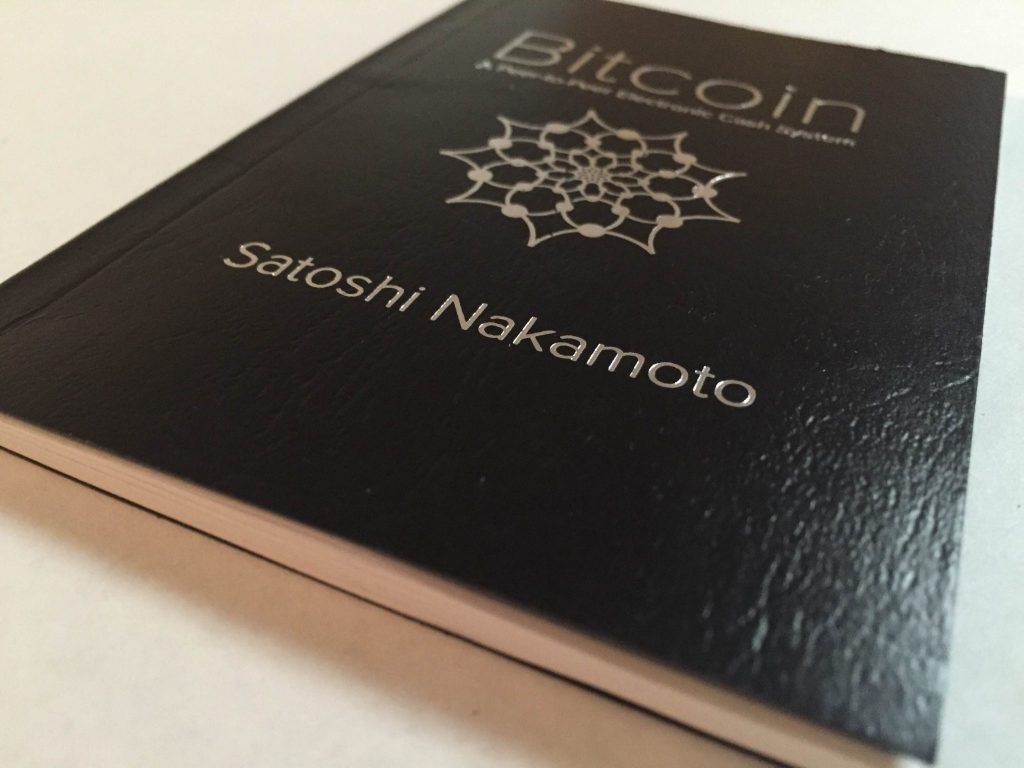 Bitcoin
A Peer-to-Peer Electronic Cash System
Satoshi Nakamoto